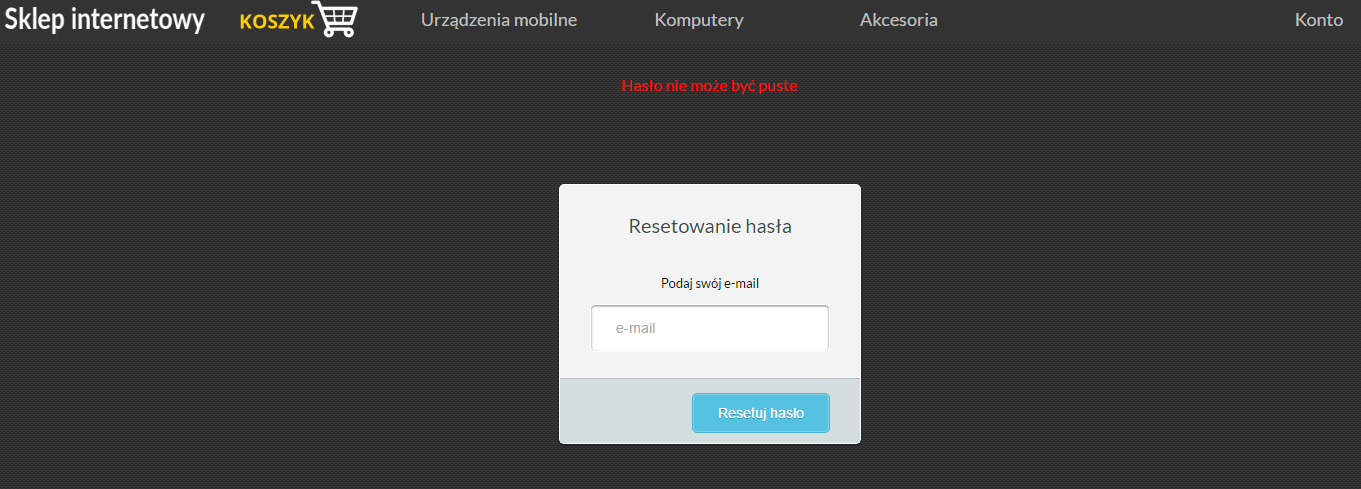 Sklep internetowy KOSZYK Urządzenia mobilne Komputery Akcesoria Konto
Hasło nie może być puste
Resetowanie hasła
Podaj swój e-mail
e-mail
Resetuj hasło